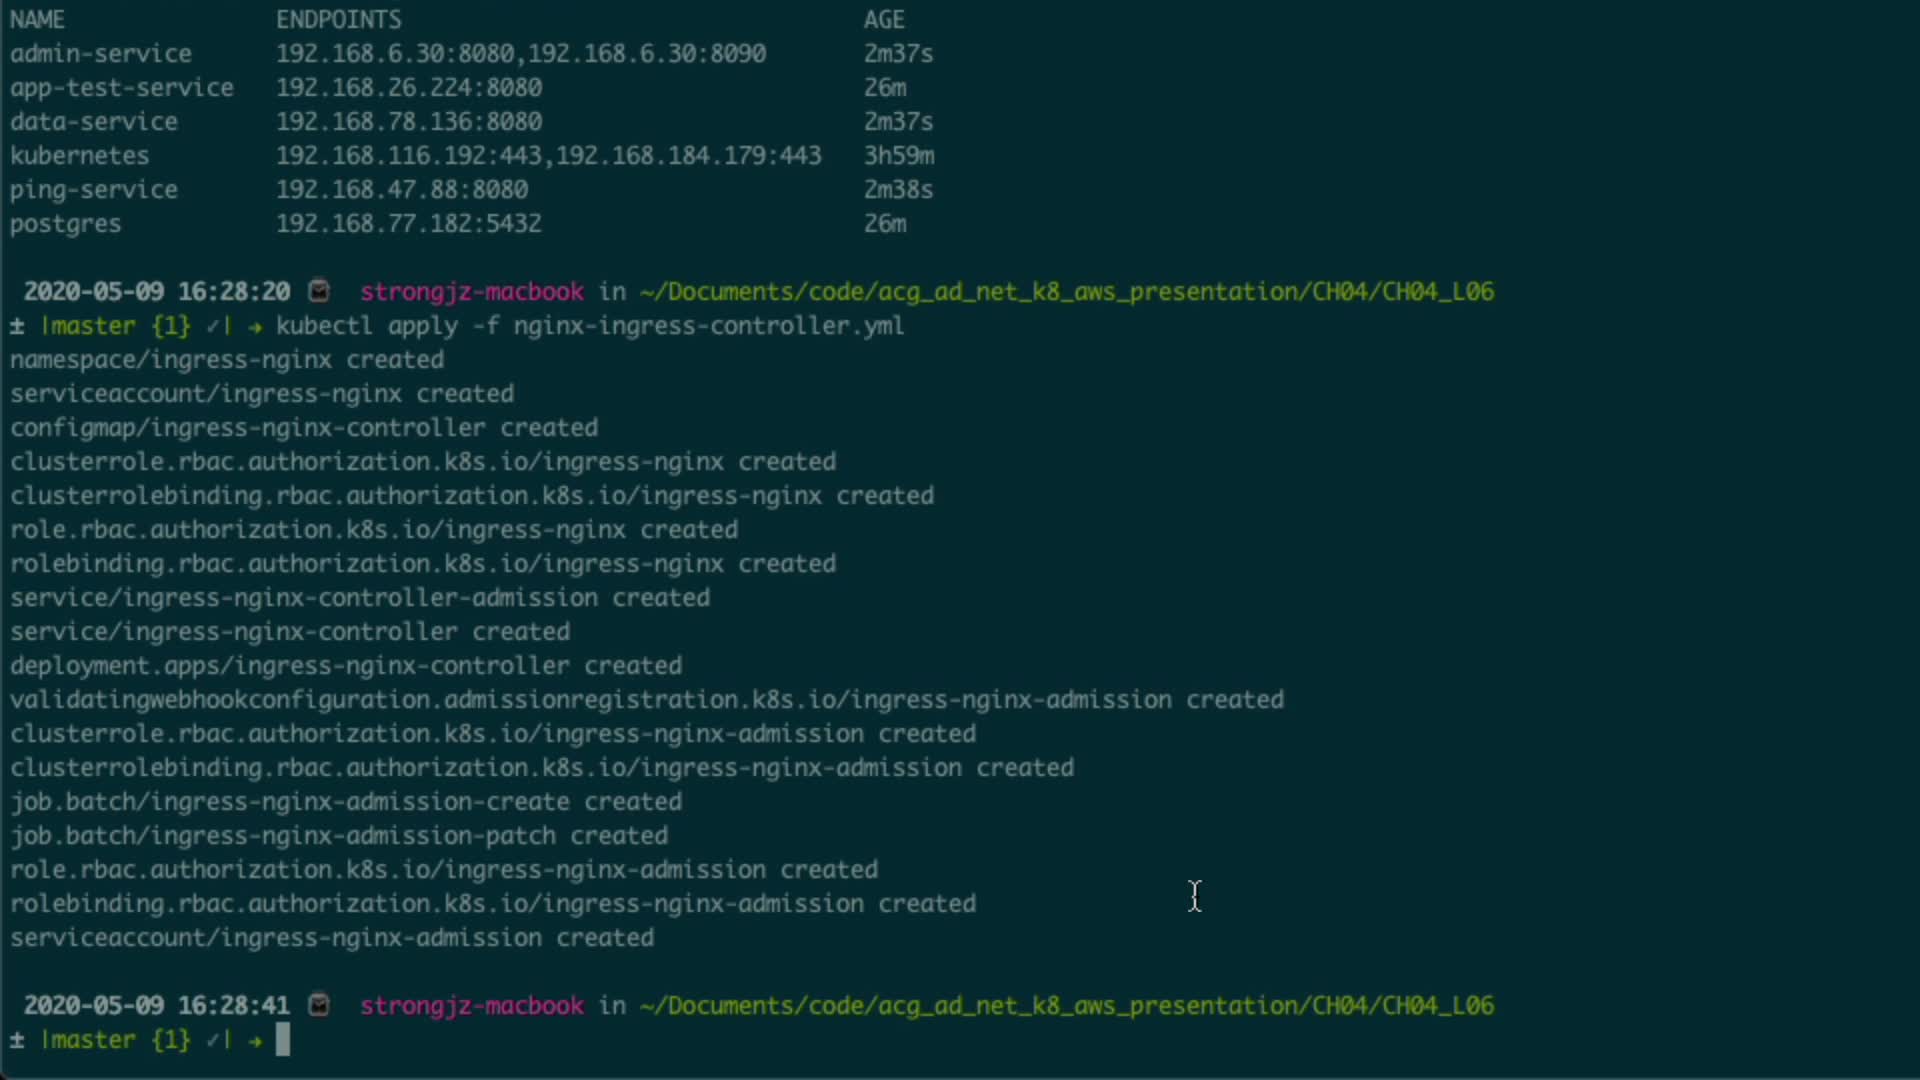 NAME ENDPOINTS AGE
admin-service 192.168.6.30:8080,192.168.6.30:8090 2m37s
app-test-service 192.168.26.224:8080 26m
data-service 192.168.78.136:8080 2m37s
kubernetes 192.168.116.192:443,192.168.184.179:443 3h59m
ping-service 192.168.47.88:8080 2m38s
postgres 192.168.77.182:5432 26m
2020-05-09 16:28:20 strongjz-macbook in ~/Documents/code/acg_ad_net_k8_aws_presentation/CH04/CH04_L06
± |master {1} ✓| → kubectl apply -f nginx-ingress-controller.yml
namespace/ingress-nginx created
serviceaccount/ingress-nginx created
configmap/ingress-nginx-controller created
clusterrole.rbac.authorization.k8s.io/ingress-nginx created
clusterrolebinding.rbac.authorization.k8s.io/ingress-nginx created
role.rbac.authorization.k8s.io/ingress-nginx created
rolebinding.rbac.authorization.k8s.io/ingress-nginx created
service/ingress-nginx-controller-admission created
service/ingress-nginx-controller created
deployment.apps/ingress-nginx-controller created
validatingwebhookconfiguration.admissionregistration.k8s.io/ingress-nginx-admission created
clusterrole.rbac.authorization.k8s.io/ingress-nginx-admission created
clusterrolebinding.rbac.authorization.k8s.io/ingress-nginx-admission created
job.batch/ingress-nginx-admission-create created
job.batch/ingress-nginx-admission-patch created
role.rbac.authorization.k8s.io/ingress-nginx-admission created
rolebinding.rbac.authorization.k8s.io/ingress-nginx-admission created
serviceaccount/ingress-nginx-admission created
2020-05-09 16:28:41 strongjz-macbook in ~/Documents/code/acg_ad_net_k8_aws_presentation/CH04/CH04_L06
± |master {1} ✓| →